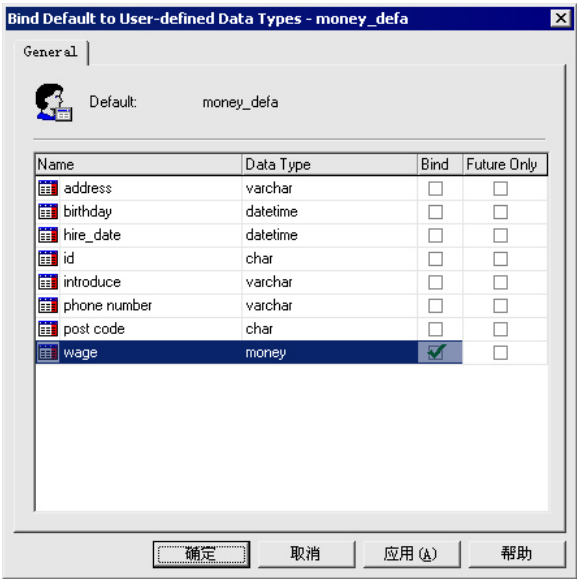 Bind Default to User-defined Data Types - money_defa
General
Default: money_defa
Name Data Type Bind Future Only
address varchar
birthday datetime
hire_date datetime
id char
introduce varchar
phone number varchar
post code char
wage money
确定 取消 应用(A) 帮助